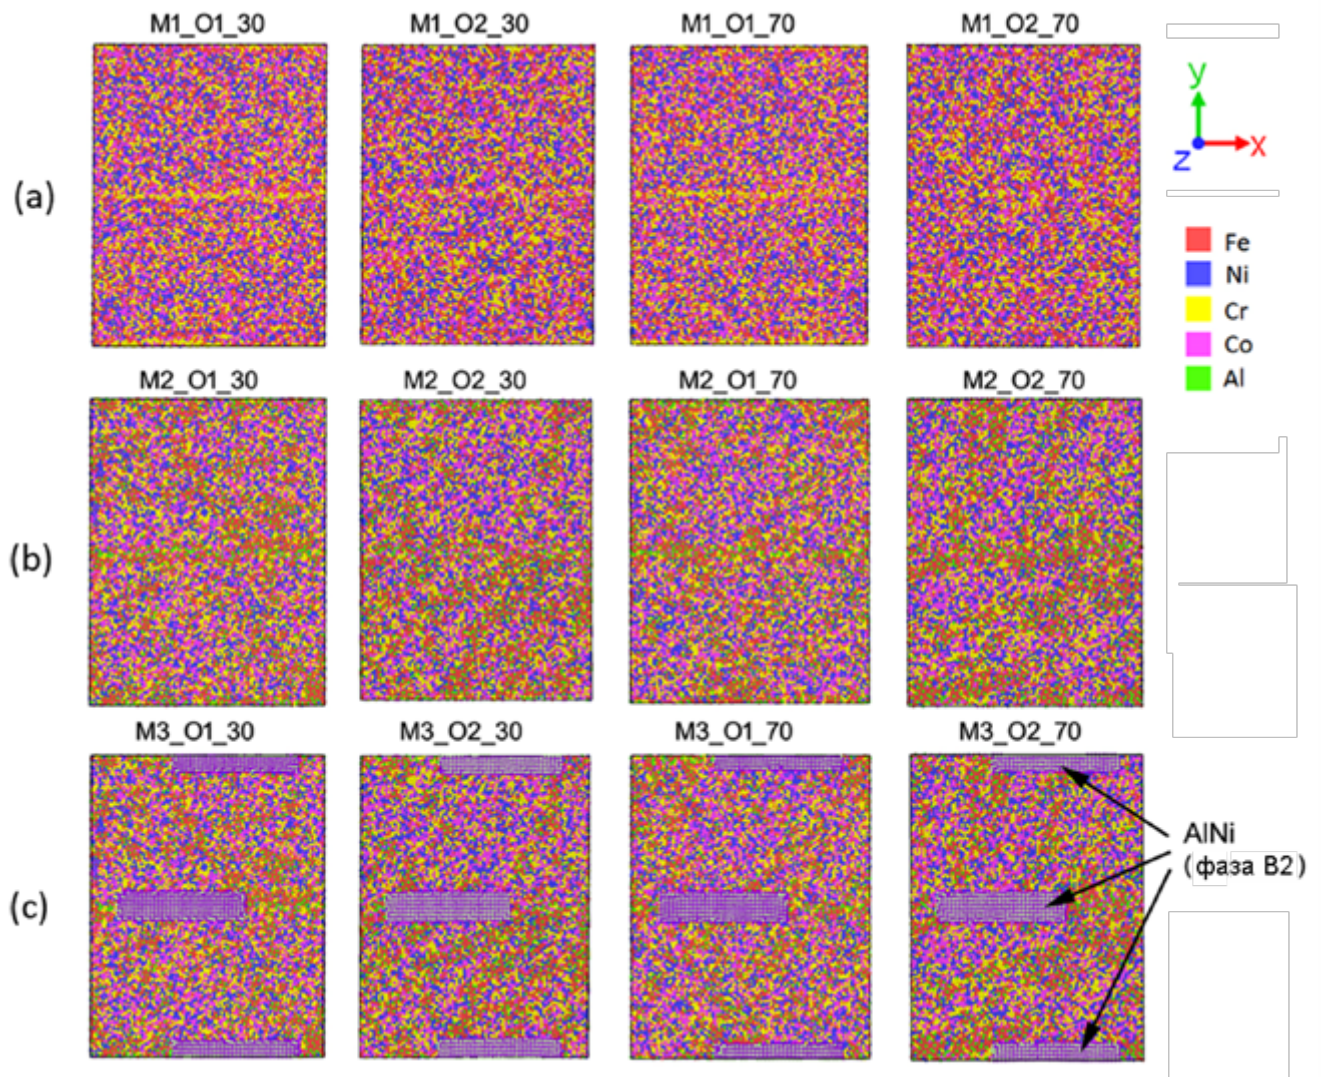 M1_O1_30 M1_O2_30 M1_O1_70 M1_O2_70
y
x
z
(a)
Fe
Ni
Cr
Co
Al
M2_O1_30 M2_O2_30 M2_O1_70 M2_O2_70
(b)
M3_O1_30 M3_O2_30 M3_O1_70 M3_O2_70
AlNi
(фаза B2)
(c)